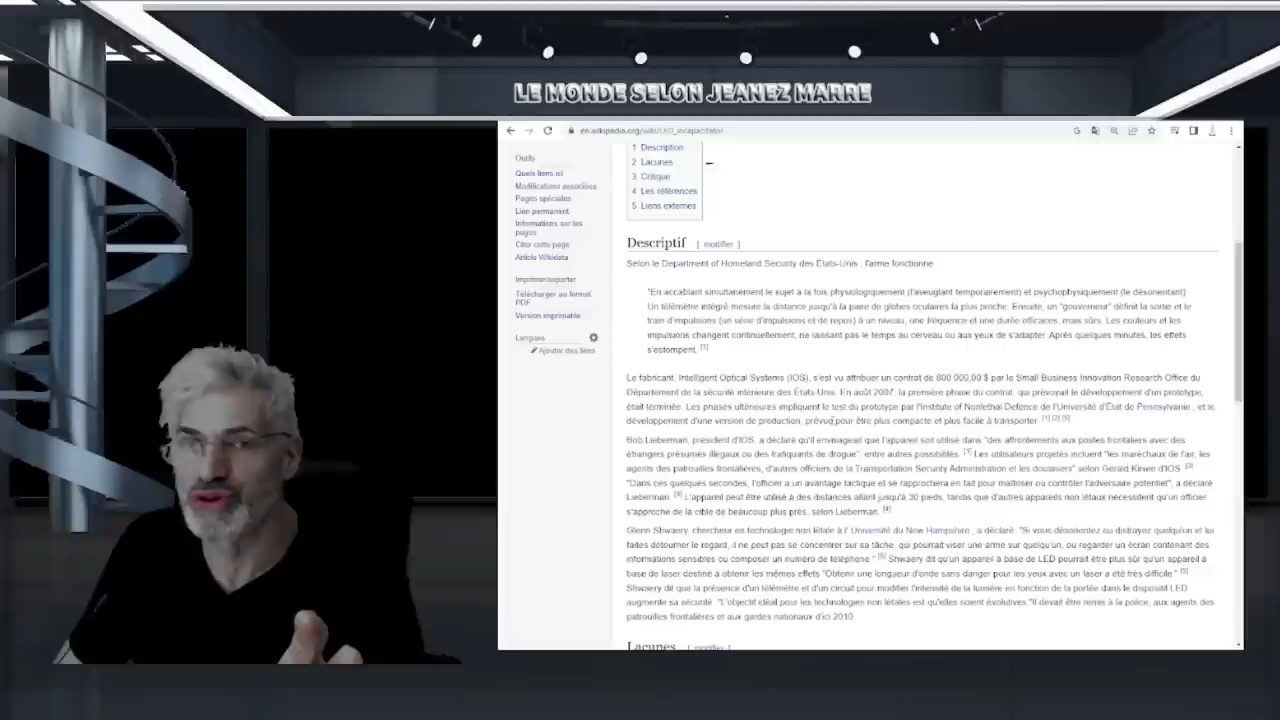 LE MONDE SELON JEANEZ MARRE
en.wikipedia.org/wiki/LED_incapacitator
Outils
Quels liens ici
Modifications associées
Pages spéciales
Lien permanent
Informations sur les
pages
Citer cette page
Article Wikidata
Imprimer/exporter
Télécharger au format
PDF
Version imprimable
Langues
Ajouter des liens
1 Description
2 Lacunes
3 Critique
4 Les références
5 Liens externes
Descriptif [ modifier ]
Selon le Department of Homeland Security des États-Unis , l'arme fonctionne
"En accablant simultanément le sujet à la fois physiologiquement (l'aveuglant temporairement) et psychophysiquement (le désorientant)
Un télémètre intégré mesure la distance jusqu'à la paire de globes oculaires la plus proche. Ensuite, un "gouverneur" définit la sortie et le
train d'impulsions (un série d'impulsions et de repos) à un niveau, une fréquence et une durée efficaces, mais sûrs. Les couleurs et les
impulsions changent continuellement, ne laissant pas le temps au cerveau ou aux yeux de s'adapter. Après quelques minutes, les effets
s'estompent. [1]
Le fabricant, Intelligent Optical Systems (IOS), s'est vu attribuer un contrat de 800 000,00 $ par le Small Business Innovation Research Office du
Département de la sécurité intérieure des États-Unis. En août 2007, la première phase du contrat, qui prévoyait le développement d'un prototype,
était terminée. Les phases ultérieures impliquent le test du prototype par l'Institute of Nonlethal Defence de l'Université d'État de Pennsylvanie , et le
développement d'une version de production, prévue pour être plus compacte et plus facile à transporter. [1] [2] [5]
Bob Lieberman, président d'IOS, a déclaré qu'il envisageait que l'appareil soit utilisé dans "des affrontements aux postes frontaliers avec des
étrangers présumés illégaux ou des trafiquants de drogue", entre autres possibilités. [1] Les utilisateurs projetés incluent "les maréchaux de l'air, les
agents des patrouilles frontalières, d'autres officiers de la Transportation Security Administration et les douaniers" selon Gerald Kirwen d'IOS. [3]
"Dans ces quelques secondes, l'officier a un avantage tactique et se rapprochera en fait pour maîtriser ou contrôler l'adversaire potentiel", a déclaré
Lieberman. [4] L'appareil peut être utilisé à des distances allant jusqu'à 30 pieds, tandis que d'autres appareils non létaux nécessitent qu'un officier
s'approche de la cible de beaucoup plus près, selon Lieberman. [4]
Glenn Shwaery, chercheur en technologie non létale à l' Université du New Hampshire , a déclaré, "Si vous désorientez ou distrayez quelqu'un et lui
faites détourner le regard, il ne peut pas se concentrer sur sa tâche, qui pourrait viser une arme sur quelqu'un, ou regarder un écran contenant des
informations sensibles ou composer un numéro de téléphone." [5] Shwaery dit qu'un appareil à base de LED pourrait être plus sûr qu'un appareil à
base de laser destiné à obtenir les mêmes effets "Obtenir une longueur d'onde sans danger pour les yeux avec un laser a été très difficile." [5]
Shwaery dit que la présence d'un télémètre et d'un circuit pour modifier l'intensité de la lumière en fonction de la portée dans le dispositif LED
augmente sa sécurité. "L'objectif idéal pour les technologies non létales est qu'elles soient évolutives."Il devait être remis à la police, aux agents des
patrouilles frontalières et aux gardes nationaux d'ici 2010.
Lacunes [ modifier ]